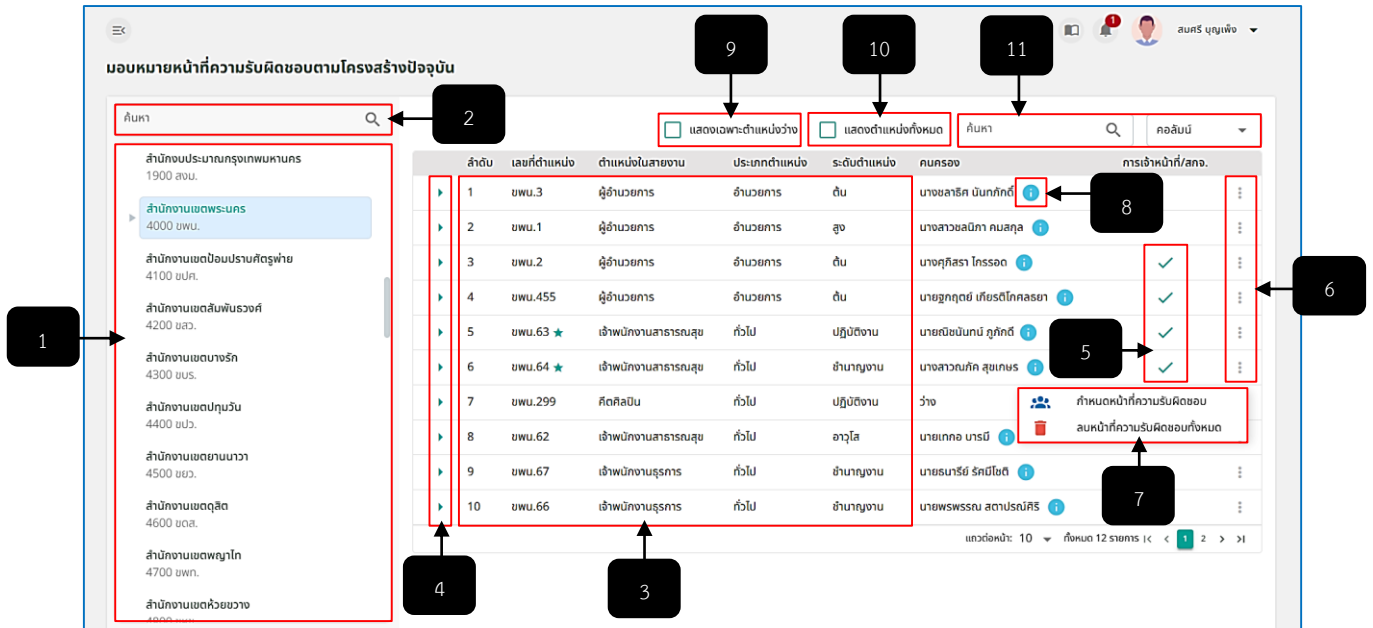 1
สมศรี บุญเพ็ง
มอบหมายหน้าที่ความรับผิดชอบตามโครงสร้างปัจจุบัน
9
10
11
ค้นหา
2
แสดงเฉพาะตำแหน่งว่าง
แสดงตำแหน่งทั้งหมด
ค้นหา
คอลัมน์
สำนักงบประมาณกรุงเทพมหานคร
1900 สงม.
สำนักงานเขตพระนคร
4000 ขพน.
สำนักงานเขตป้อมปราบศัตรูพ่าย
4100 ขปศ.
สำนักงานเขตสัมพันธวงศ์
4200 ขสว.
สำนักงานเขตบางรัก
4300 ขบร.
สำนักงานเขตปทุมวัน
4400 ขปว.
สำนักงานเขตยานนาวา
4500 ขยว.
สำนักงานเขตดุสิต
4600 ขดส.
สำนักงานเขตพญาไท
4700 ขพท.
สำนักงานเขตห้วยขวาง
1
ลำดับ เลขที่ตำแหน่ง ตำแหน่งในสายงาน ประเภทตำแหน่ง ระดับตำแหน่ง คนครอง การเจ้าหน้าที่/สกจ.
1 ขพน.3 ผู้อำนวยการ อำนวยการ ต้น นางชลาธิศ นันทภักดิ์
2 ขพน.1 ผู้อำนวยการ อำนวยการ สูง นางสาวชลนิภา คมสกุล
3 ขพน.2 ผู้อำนวยการ อำนวยการ ต้น นางศุภิสรา ไกรรอด
4 ขพน.455 ผู้อำนวยการ อำนวยการ ต้น นายฐกฤตย์ เกียรติโกศลธยา
5 ขพน.63 ★ เจ้าพนักงานสาธารณสุข ทั่วไป ปฏิบัติงาน นายณิชนันทน์ ภูภักดี
6 ขพน.64 ★ เจ้าพนักงานสาธารณสุข ทั่วไป ชำนาญงาน นางสาวณภัค สุขเกษร
7 ขพน.299 คีตศิลปิน ทั่วไป ปฏิบัติงาน ว่าง
8 ขพน.62 เจ้าพนักงานสาธารณสุข ทั่วไป อาวุโส นายเทกอ บารมี
9 ขพน.67 เจ้าพนักงานธุรการ ทั่วไป ชำนาญงาน นายธนารีย์ รัศมีโชติ
10 ขพน.66 เจ้าพนักงานธุรการ ทั่วไป ชำนาญงาน นายพรพรรณ สตาปรณ์ศิริ
กำหนดหน้าที่ความรับผิดชอบ
ลบหน้าที่ความรับผิดชอบทั้งหมด
8
6
5
7
แถวต่อหน้า: 10 ทั้งหมด 12 รายการ |< < 1 2 > >|
4
3